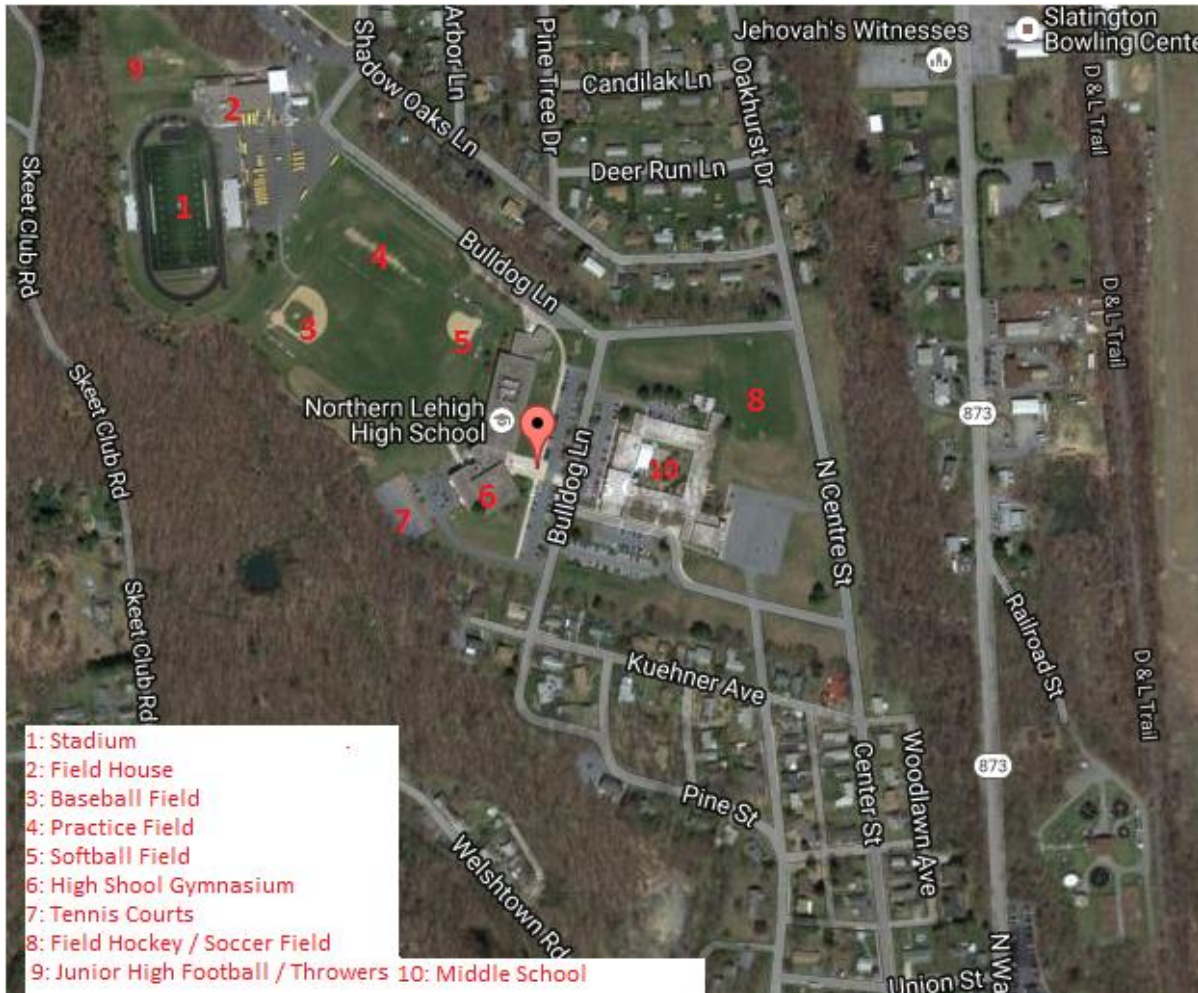 Jehovah's Witnesses
Slatington
Bowling Cente
Shadow Oaks Ln
Arbor Ln
Pine Tree Dr
Candilak Ln
Oakhurst Dr
Deer Run Ln
D & L Trail
9
2
1
Skeet Club Rd
4
Bulldog Ln
3
5
D & L Trail
Skeet Club Rd
Northern Lehigh
High School
8
873
Bulldog Ln
10
6
7
N Centre St
Skeet Club Rd
Railroad St
D & L Trail
Kuehner Ave
Woodlawn Ave
Center St
873
Pine St
Welshtown Rd
N Wa
Union St
1: Stadium
2: Field House
3: Baseball Field
4: Practice Field
5: Softball Field
6: High Shool Gymnasium
7: Tennis Courts
8: Field Hockey / Soccer Field
9: Junior High Football / Throwers 10: Middle School